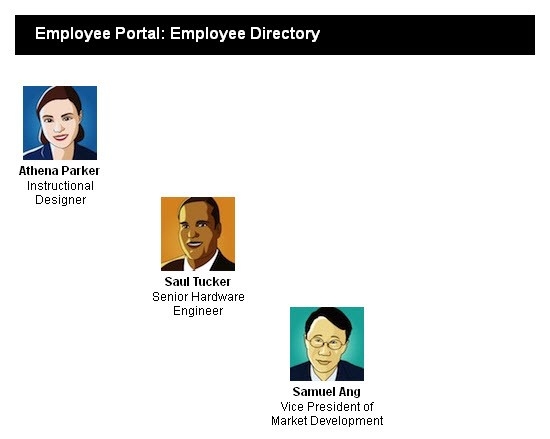 Employee Portal: Employee Directory
Athena Parker
Instructional
Designer
Saul Tucker
Senior Hardware
Engineer
Samuel Ang
Vice President of
Market Development